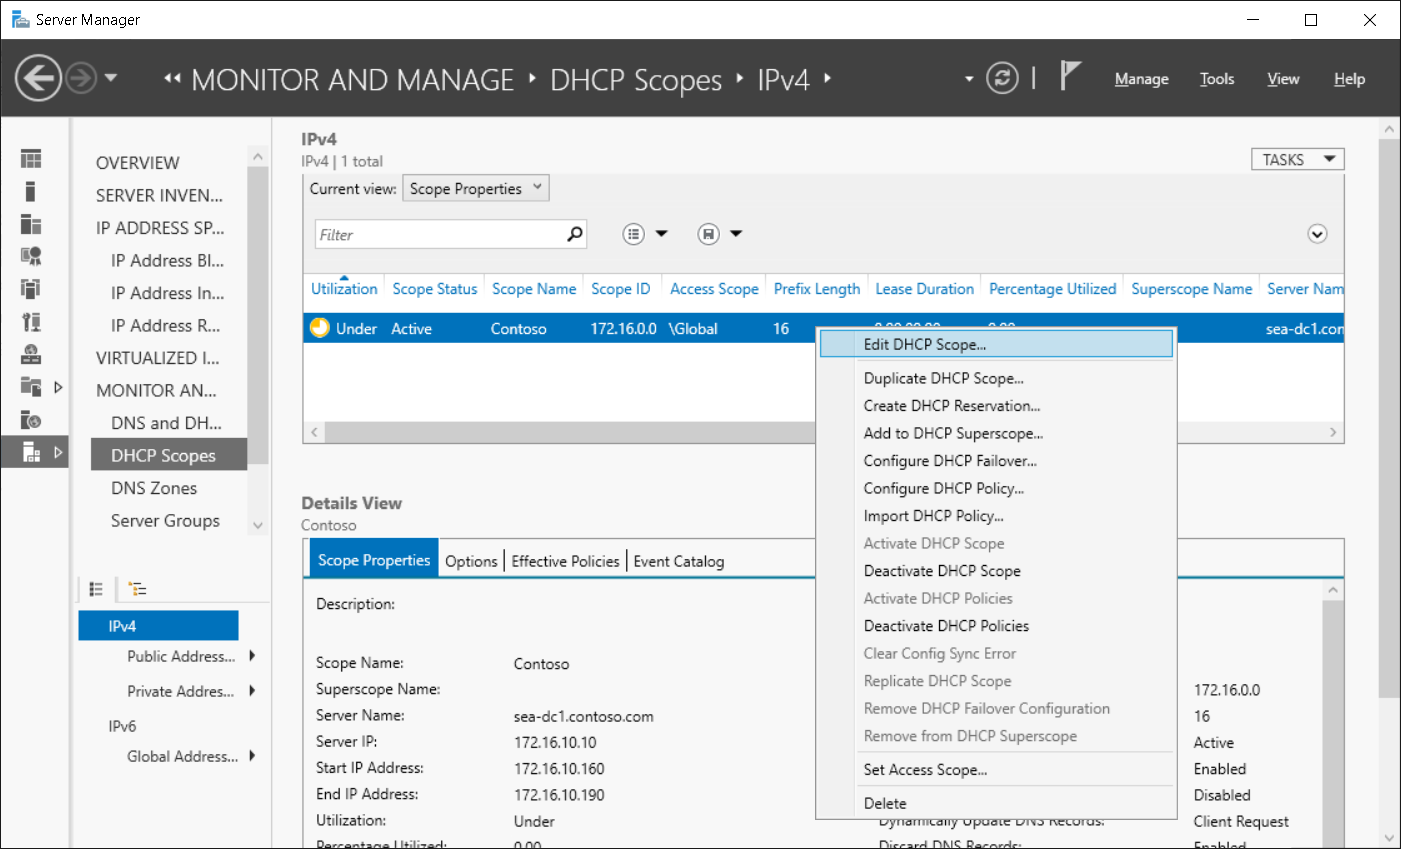 Server Manager
MONITOR AND MANAGE DHCP Scopes IPv4
Manage Tools View Help
OVERVIEW
SERVER INVEN...
IP ADDRESS SP...
IP Address Bl...
IP Address In...
IP Address R...
VIRTUALIZED I...
MONITOR AN...
DNS and DH...
DHCP Scopes
DNS Zones
Server Groups
IPv4
Public Address...
Private Addres...
IPv6
Global Address...
IPv4
IPv4 | 1 total
TASKS
Current view: Scope Properties
Filter
Utilization Scope Status Scope Name Scope ID Access Scope Prefix Length Lease Duration Percentage Utilized Superscope Name Server Nam
Under Active Contoso 172.16.0.0 \Global 16 sea-dc1.con
Edit DHCP Scope...
Duplicate DHCP Scope...
Create DHCP Reservation...
Add to DHCP Superscope...
Configure DHCP Failover...
Configure DHCP Policy...
Import DHCP Policy...
Activate DHCP Scope
Deactivate DHCP Scope
Activate DHCP Policies
Deactivate DHCP Policies
Clear Config Sync Error
Replicate DHCP Scope
Remove DHCP Failover Configuration
Remove from DHCP Superscope
Set Access Scope...
Delete
Details View
Contoso
Scope Properties Options Effective Policies Event Catalog
Description:
Scope Name: Contoso
Superscope Name: 172.16.0.0
Server Name: sea-dc1.contoso.com 16
Server IP: 172.16.10.10 Active
Start IP Address: 172.16.10.160 Enabled
End IP Address: 172.16.10.190 Disabled
Utilization: Under Dynamically Update DNS Records: Client Request
Percentage Utilized: 0.00 Discard DNS Records: Enabled